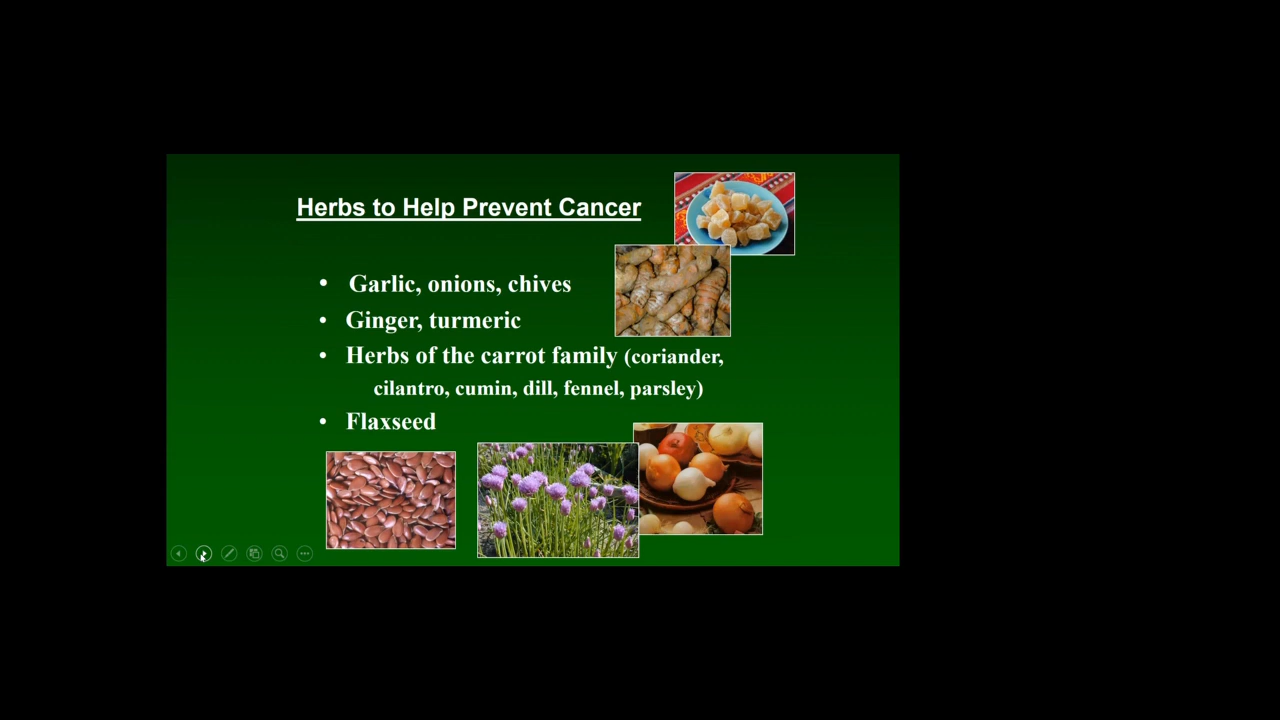 Herbs to Help Prevent Cancer
• Garlic, onions, chives
• Ginger, turmeric
• Herbs of the carrot family (coriander,
cilantro, cumin, dill, fennel, parsley)
• Flaxseed